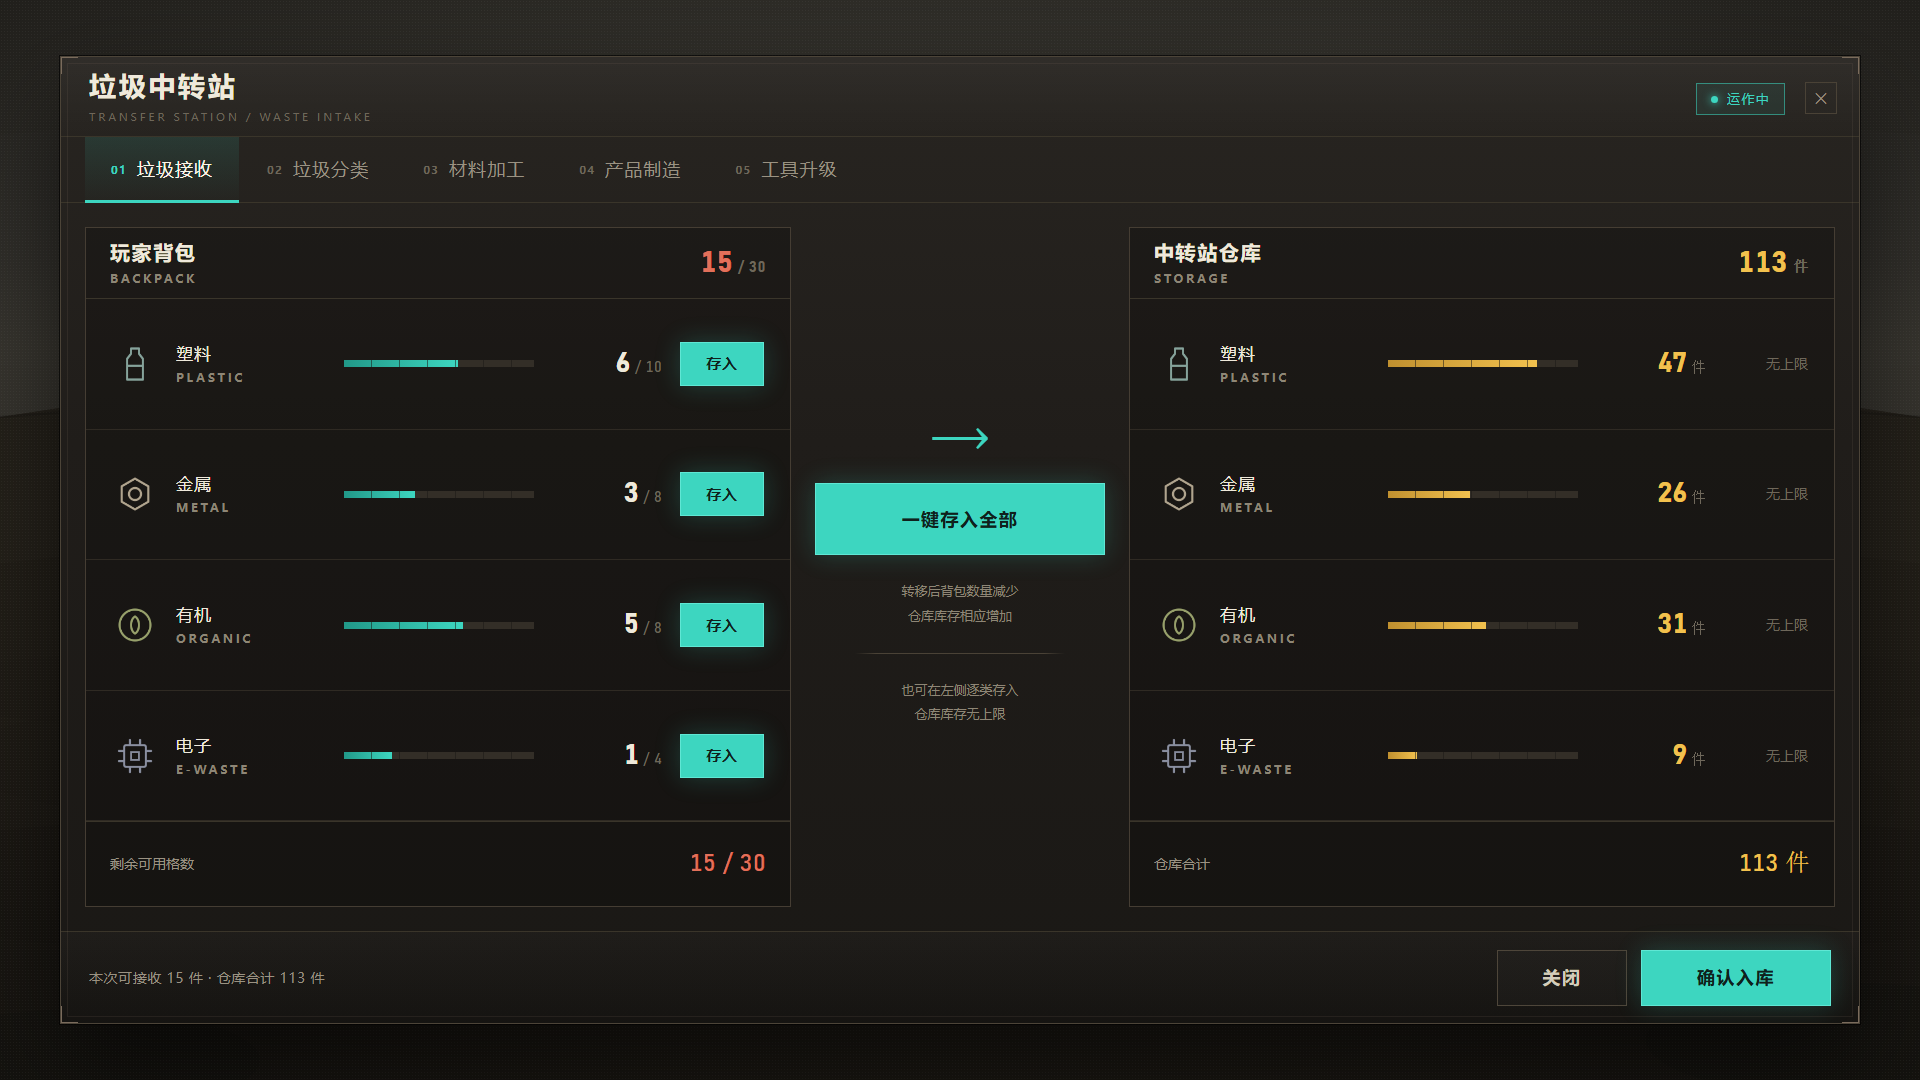 垃圾中转站
TRANSFER STATION / WASTE INTAKE
运作中
01 垃圾接收
02 垃圾分类
03 材料加工
04 产品制造
05 工具升级
玩家背包
BACKPACK
15 / 30
塑料
PLASTIC
6 / 10
存入
金属
METAL
3 / 8
存入
有机
ORGANIC
5 / 8
存入
电子
E-WASTE
1 / 4
存入
剩余可用格数
15 / 30
一键存入全部
转移后背包数量减少
仓库库存相应增加
也可在左侧逐类存入
仓库库存无上限
中转站仓库
STORAGE
113 件
塑料
PLASTIC
47 件
无上限
金属
METAL
26 件
无上限
有机
ORGANIC
31 件
无上限
电子
E-WASTE
9 件
无上限
仓库合计
113 件
本次可接收 15 件 · 仓库合计 113 件
关闭
确认入库